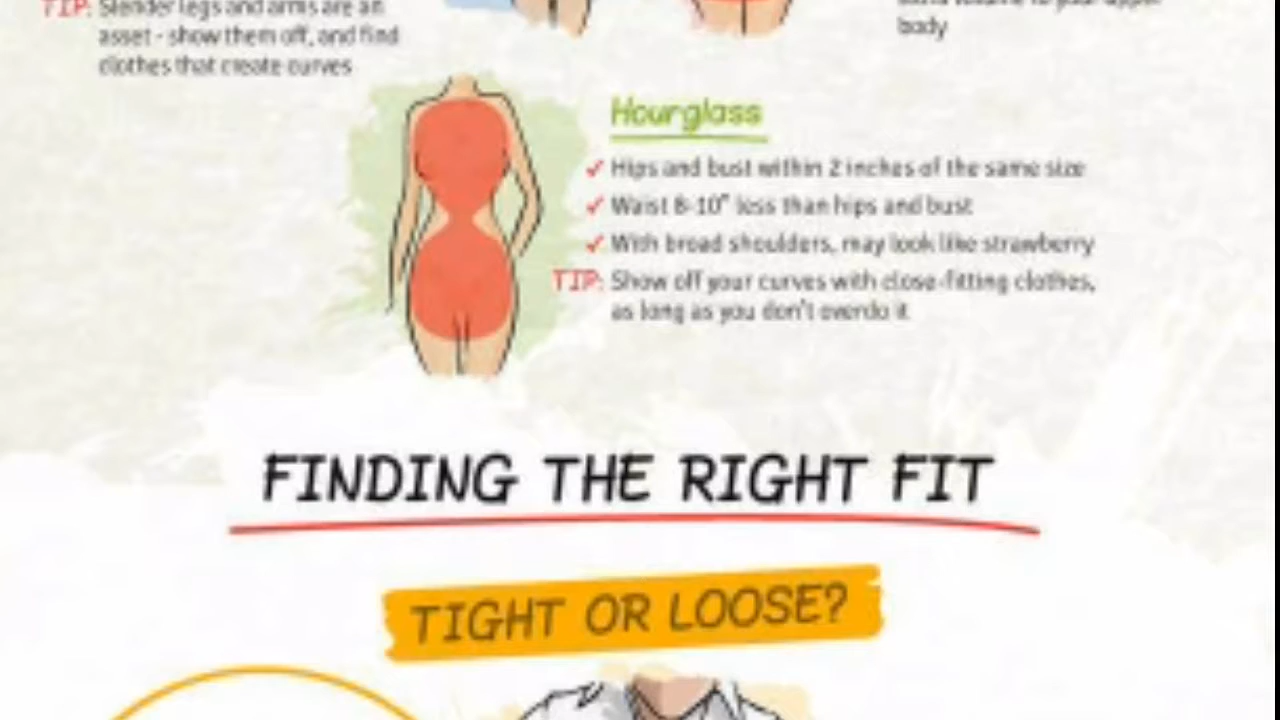 TIP: Slender legs and arms are an
asset - show them off, and find
clothes that create curves
body
Hourglass
✓ Hips and bust within 2 inches of the same size
✓ Waist 8-10" less than hips and bust
✓ With broad shoulders, may look like strawberry
TIP: Show off your curves with close-fitting clothes,
as long as you don't overdo it
FINDING THE RIGHT FIT
TIGHT OR LOOSE?